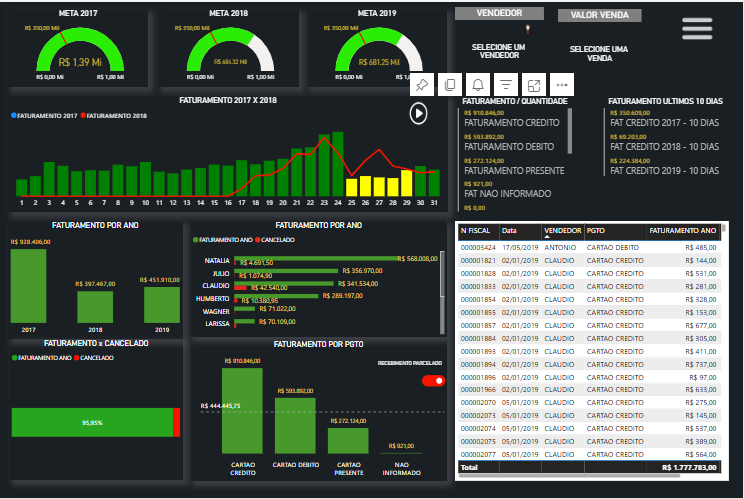 META 2017
META 2018
META 2019
VENDEDOR
VALOR VENDA
R$ 350,00 Mil
R$ 350,00 Mil
R$ 350,00 Mil
R$ 1,39 Mi
R$ 684,32 Mil
R$ 681,25 Mil
R$ 0,00 Mi
R$ 1,00 Mi
R$ 0,00 Mi
R$ 1,00 Mi
R$ 0,00 Mi
R$ 1,00 Mi
SELECIONE UM
VENDEDOR
SELECIONE UMA
VENDA
FATURAMENTO 2017 X 2018
FATURAMENTO 2017
FATURAMENTO 2018
1 2 3 4 5 6 7 8 9 10 11 12 13 14 15 16 17 18 19 20 21 22 23 24 25 26 27 28 29 30 31
FATURAMENTO / QUANTIDADE
R$ 910.846,00
FATURAMENTO CREDITO
R$ 593.892,00
FATURAMENTO DEBITO
R$ 272.124,00
FATURAMENTO PRESENTE
R$ 921,00
FAT NAO INFORMADO
R$ 0,00
FATURAMENTO ULTIMOS 10 DIAS
R$ 350.609,00
FAT CREDITO 2017 - 10 DIAS
R$ 69.203,00
FAT CREDITO 2018 - 10 DIAS
R$ 224.384,00
FAT CREDITO 2019 - 10 DIAS
FATURAMENTO POR ANO
R$ 928.406,00
R$ 397.467,00
R$ 451.910,00
2017
2018
2019
FATURAMENTO POR ANO
FATURAMENTO ANO
CANCELADO
NATALIA
R$ 568.008,00
R$ 4.691,50
JULIO
R$ 356.970,00
R$ 1.074,90
CLAUDIO
R$ 341.534,00
R$ 42.540,00
HUMBERTO
R$ 289.197,00
R$ 10.380,95
WAGNER
R$ 71.022,00
LARISSA
R$ 70.109,00
FATURAMENTO x CANCELADO
FATURAMENTO ANO
CANCELADO
95,95%
FATURAMENTO POR PGTO
RECEBIMENTO PARCELADO
R$ 910.846,00
R$ 593.892,00
R$ 444.445,75
R$ 272.124,00
R$ 921,00
CARTAO
CREDITO
CARTAO DEBITO
CARTAO
PRESENTE
NAO
INFORMADO
N FISCAL Data VENDEDOR PGTO FATURAMENTO ANO
000003424 17/05/2019 ANTONIO CARTAO DEBITO R$ 485,00
000001821 02/01/2019 CLAUDIO CARTAO CREDITO R$ 144,00
000001828 02/01/2019 CLAUDIO CARTAO CREDITO R$ 531,00
000001833 02/01/2019 CLAUDIO CARTAO CREDITO R$ 281,00
000001854 02/01/2019 CLAUDIO CARTAO CREDITO R$ 328,00
000001855 02/01/2019 CLAUDIO CARTAO CREDITO R$ 153,00
000001857 02/01/2019 CLAUDIO CARTAO CREDITO R$ 677,00
000001884 02/01/2019 CLAUDIO CARTAO CREDITO R$ 305,00
000001893 02/01/2019 CLAUDIO CARTAO CREDITO R$ 411,00
000001894 02/01/2019 CLAUDIO CARTAO CREDITO R$ 737,00
000001896 02/01/2019 CLAUDIO CARTAO CREDITO R$ 97,00
000001966 02/01/2019 CLAUDIO CARTAO CREDITO R$ 633,00
000002070 05/01/2019 CLAUDIO CARTAO CREDITO R$ 275,00
000002073 05/01/2019 CLAUDIO CARTAO CREDITO R$ 145,00
000002074 05/01/2019 CLAUDIO CARTAO CREDITO R$ 537,00
000002075 05/01/2019 CLAUDIO CARTAO CREDITO R$ 389,00
000002077 05/01/2019 CLAUDIO CARTAO CREDITO R$ 564,00
Total R$ 1.777.783,00